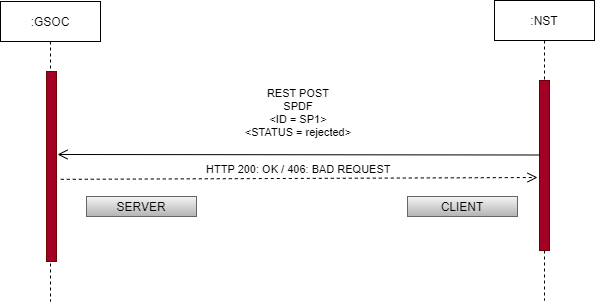 :GSOC
:NST
REST POST
SPDF
<ID = SP1>
<STATUS = rejected>
HTTP 200: OK / 406: BAD REQUEST
SERVER
CLIENT